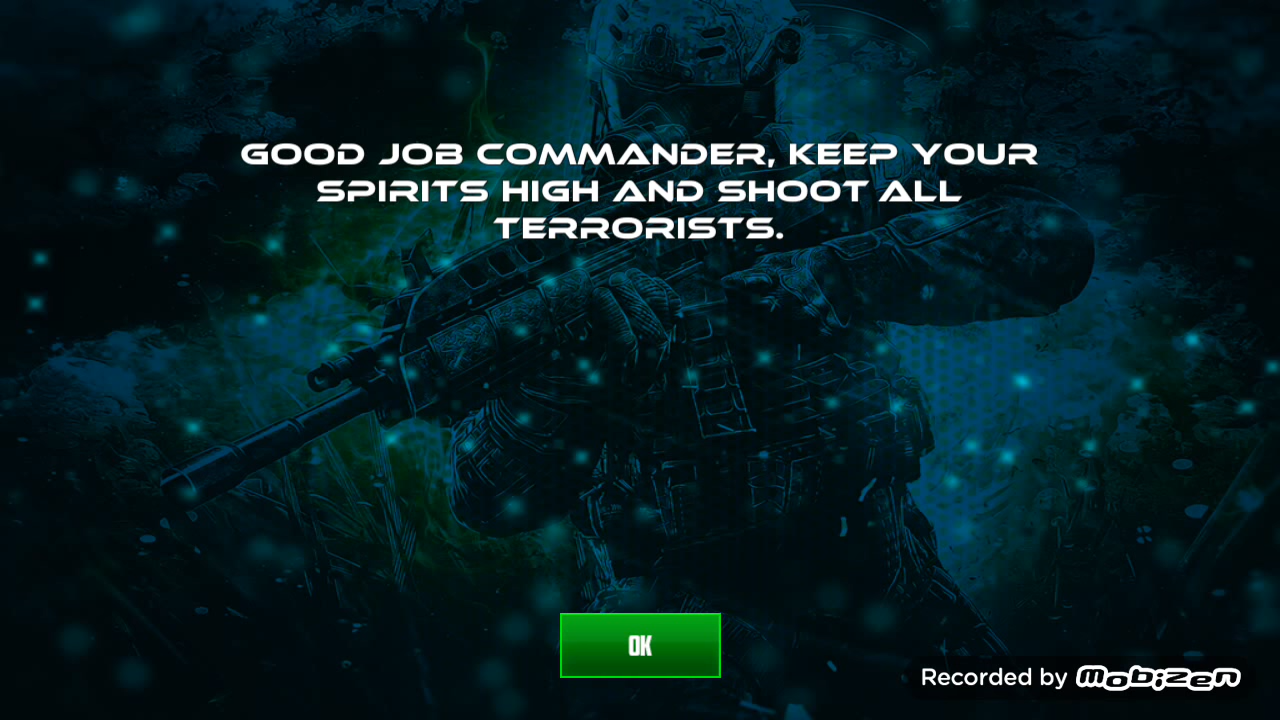 GOOD JOB COMMANDER, KEEP YOUR
SPIRITS HIGH AND SHOOT ALL
TERRORISTS.
OK
Recorded by mobizen